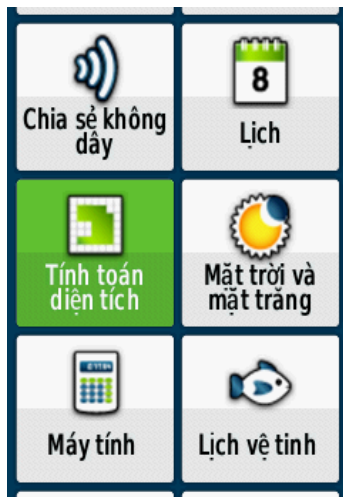 8
Chia sẻ không
dây
Lịch
Tính toán
diện tích
Mặt trời và
mặt trăng
Máy tính
Lịch vệ tinh